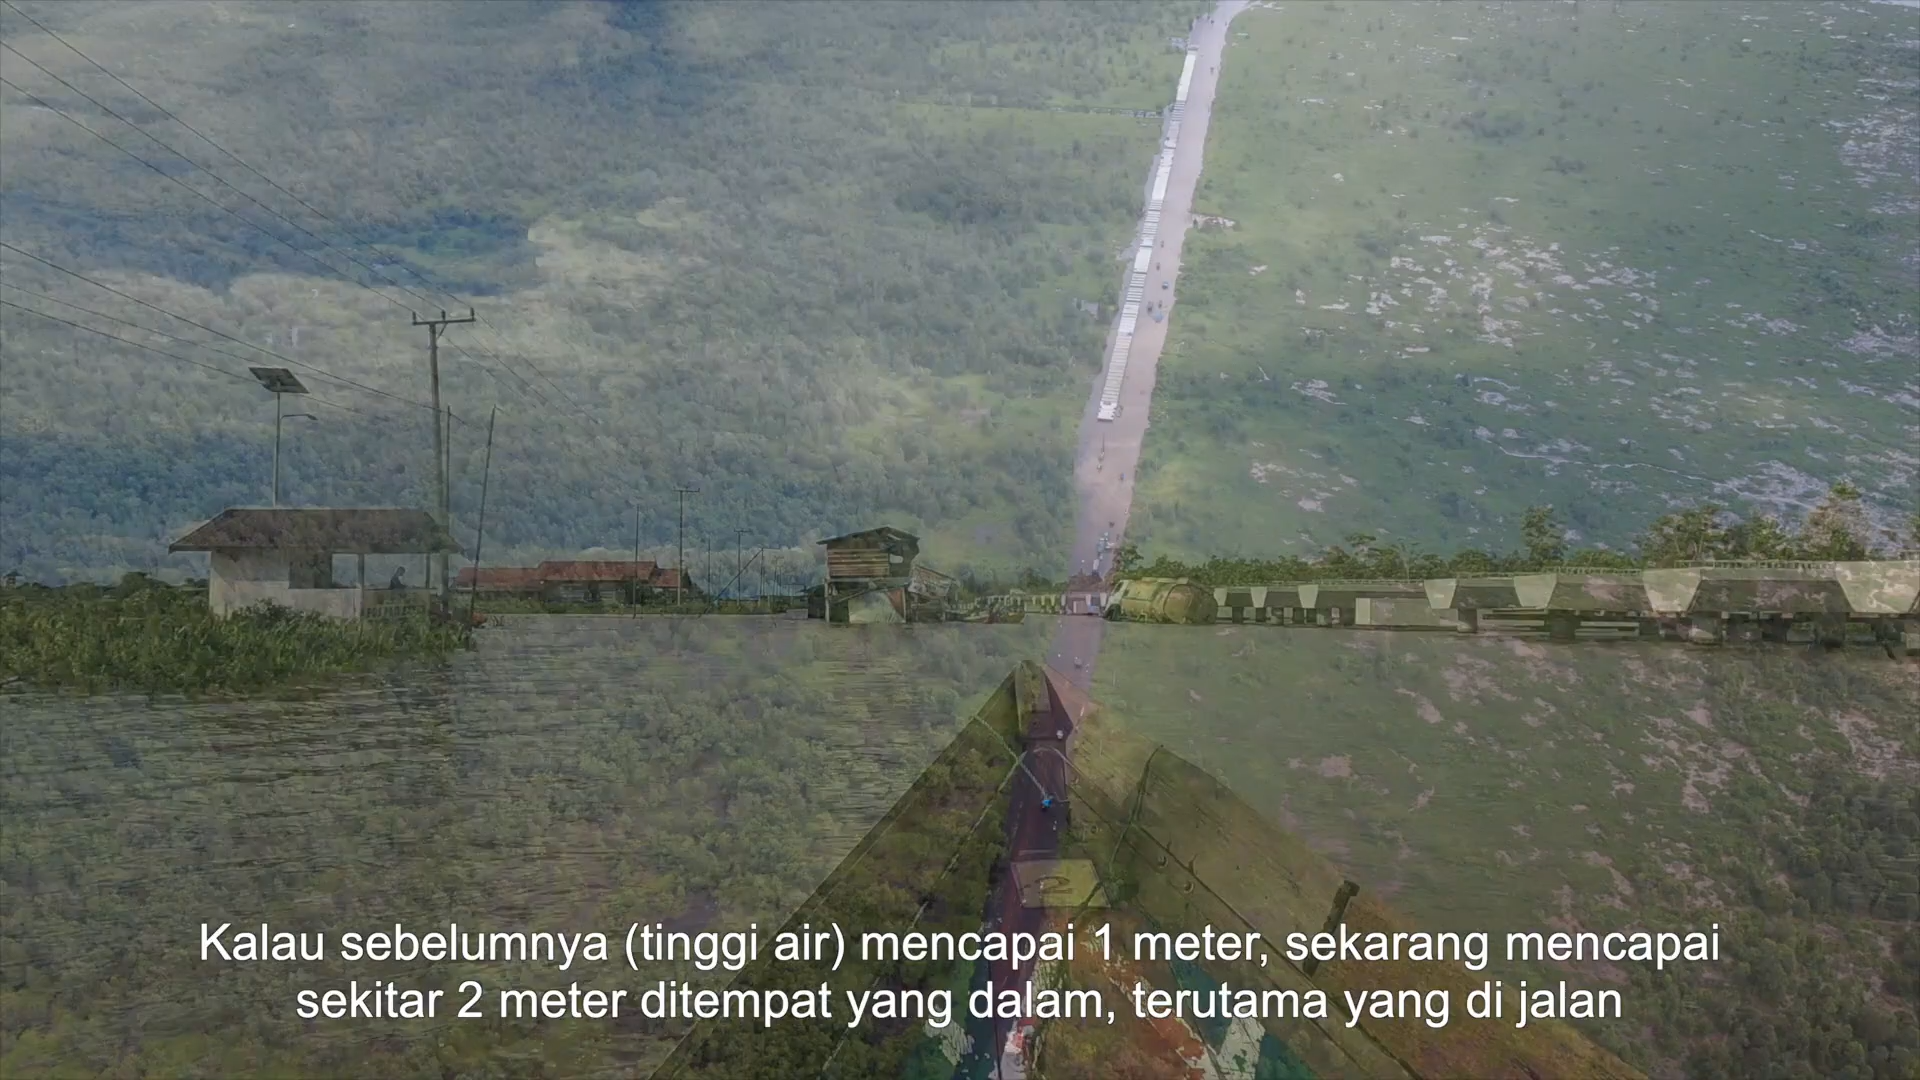 Kalau sebelumnya (tinggi air) mencapai 1 meter, sekarang mencapai
sekitar 2 meter ditempat yang dalam, terutama yang di jalan